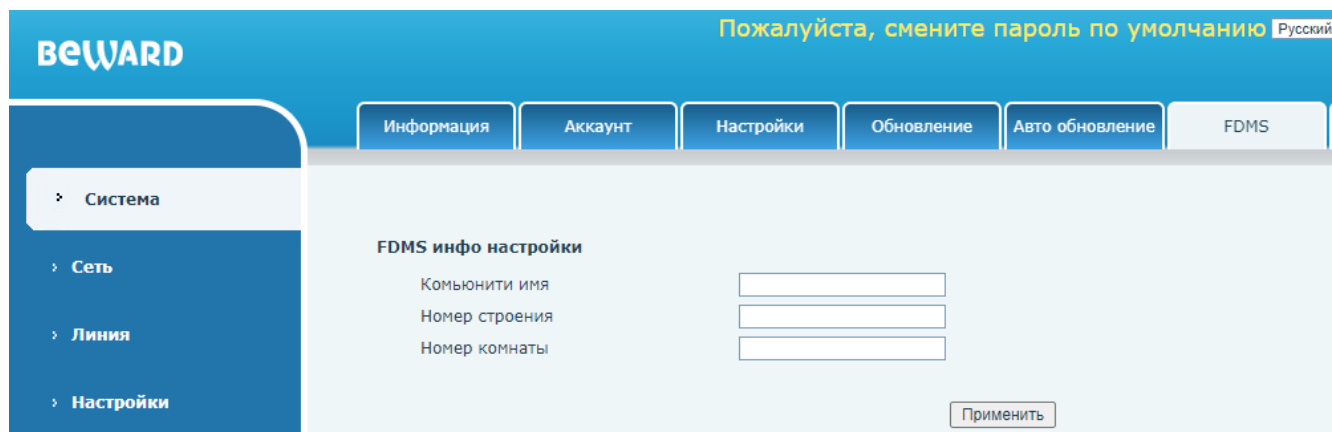 Пожалуйста, смените пароль по умолчанию Русский
BEWARD
Информация Аккаунт Настройки Обновление Авто обновление FDMS
Система
Сеть
Линия
Настройки
FDMS инфо настройки
Комьюнити имя
Номер строения
Номер комнаты
Применить